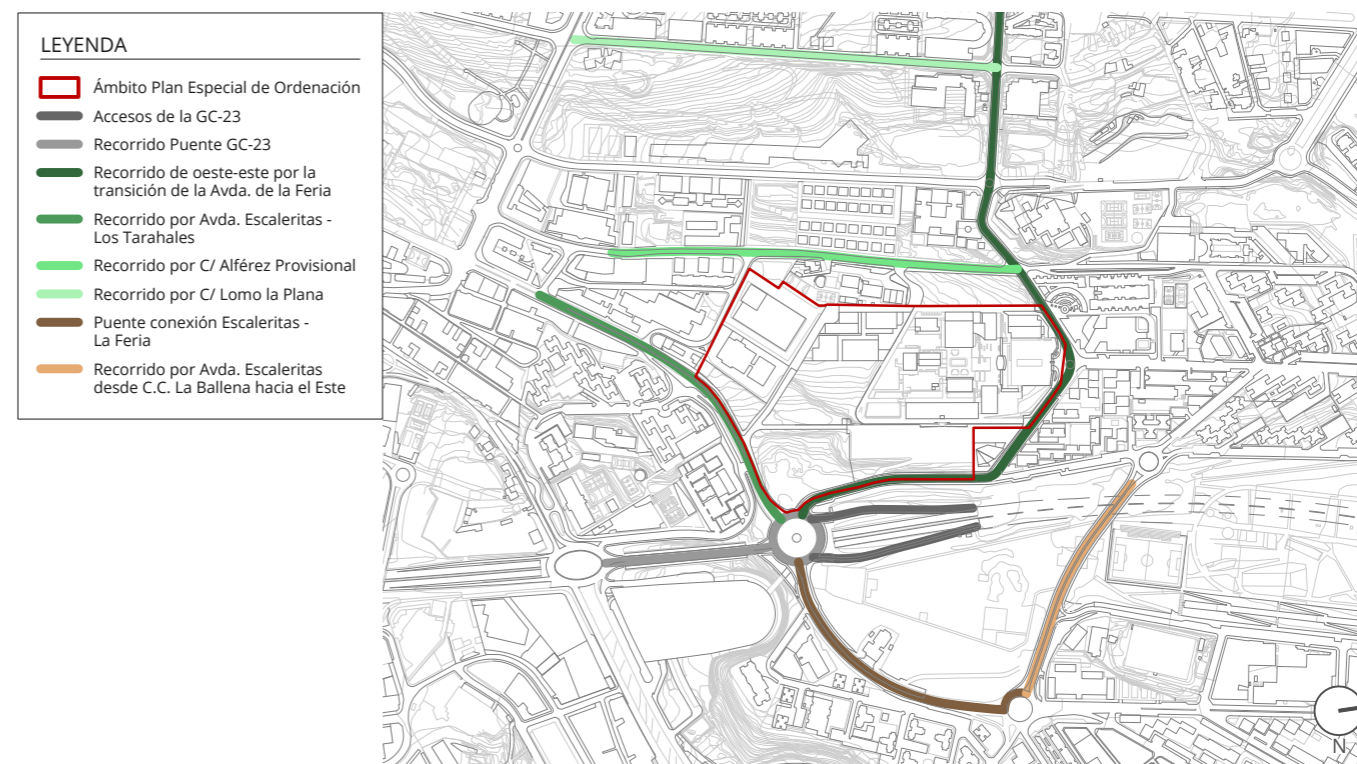 LEYENDA
Ámbito Plan Especial de Ordenación
Accesos de la GC-23
Recorrido Puente GC-23
Recorrido de oeste-este por la
transición de la Avda. de la Feria
Recorrido por Avda. Escaleritas -
Los Tarahales
Recorrido por C/ Alférez Provisional
Recorrido por C/ Lomo la Plana
Puente conexión Escaleritas -
La Feria
Recorrido por Avda. Escaleritas
desde C.C. La Ballena hacia el Este
N